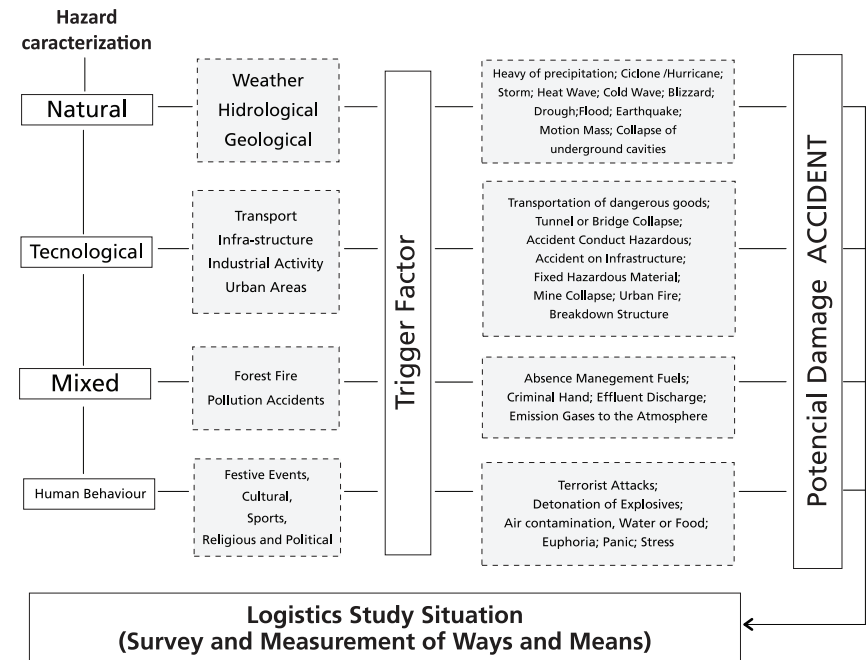 Hazard
caracterization
Natural
Weather
Hidrological
Geological
Heavy of precipitation; Ciclone /Hurricane;
Storm; Heat Wave; Cold Wave; Blizzard;
Drough;Flood; Earthquake;
Motion Mass; Collapse of
underground cavities
Tecnological
Transport
Infra-structure
Industrial Activity
Urban Areas
Transportation of dangerous goods;
Tunnel or Bridge Collapse;
Accident Conduct Hazardous;
Accident on Infrastructure;
Fixed Hazardous Material;
Mine Collapse; Urban Fire;
Breakdown Structure
Mixed
Forest Fire
Pollution Accidents
Absence Manegement Fuels;
Criminal Hand; Effluent Discharge;
Emission Gases to the Atmosphere
Human Behaviour
Festive Events,
Cultural,
Sports,
Religious and Political
Terrorist Attacks;
Detonation of Explosives;
Air contamination, Water or Food;
Euphoria; Panic; Stress
Trigger Factor
Potencial Damage ACCIDENT
Logistics Study Situation
(Survey and Measurement of Ways and Means)